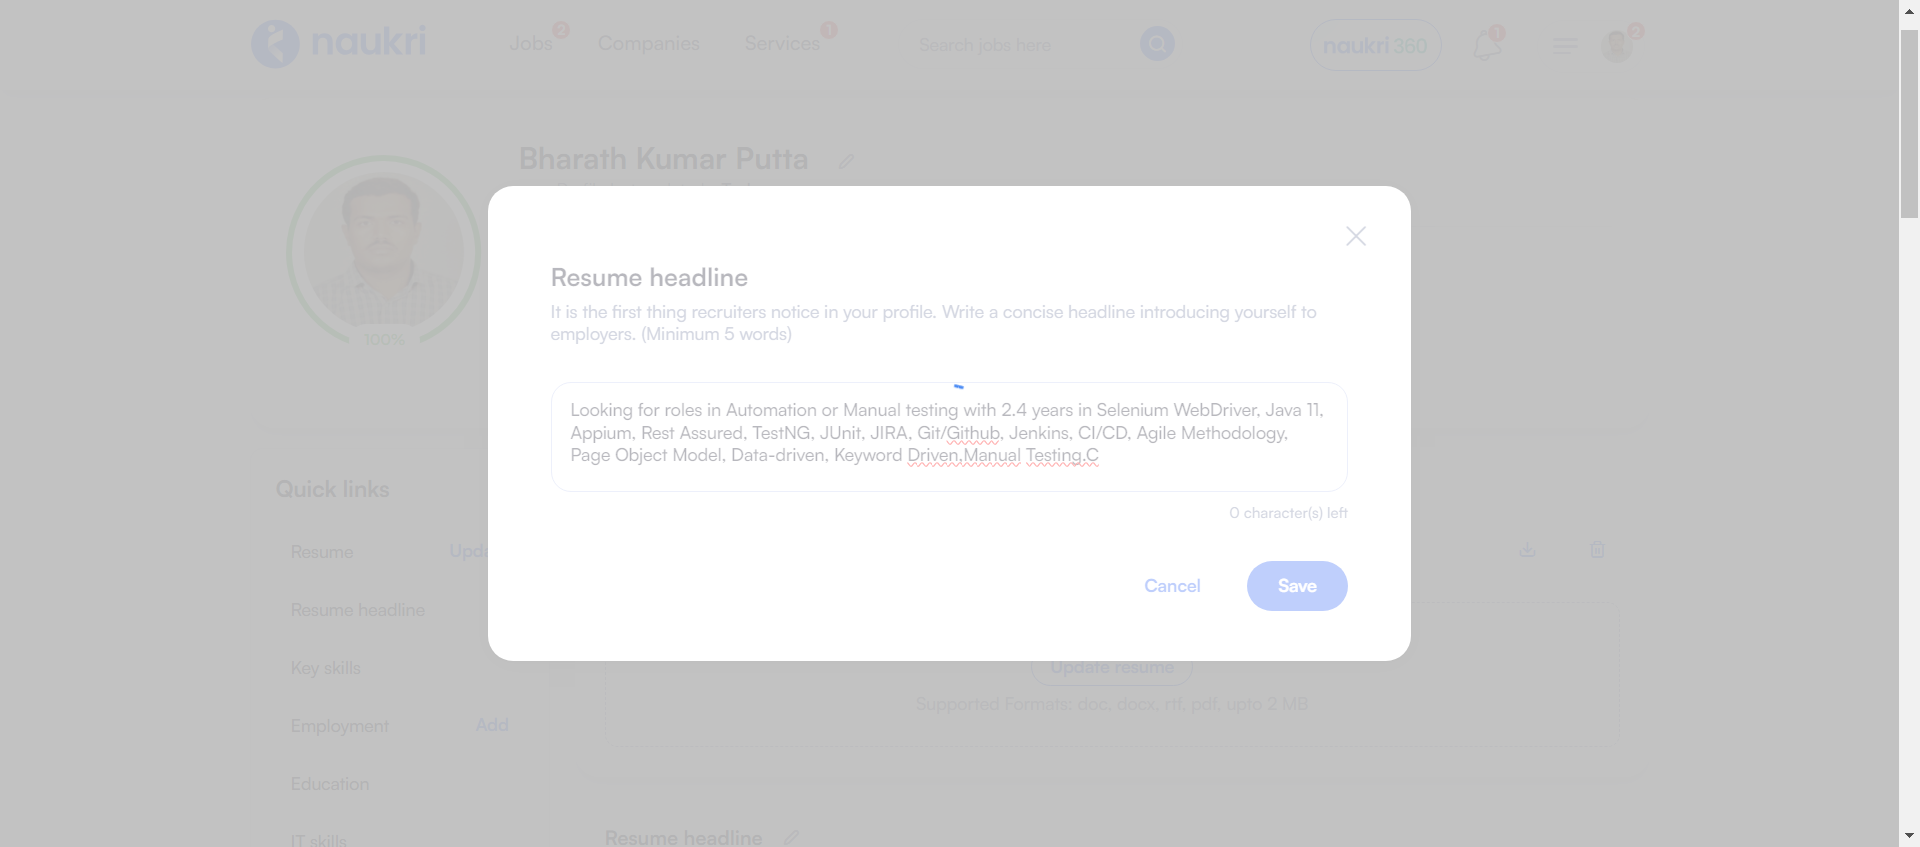 naukri
Jobs 2
Companies
Services 1
Search jobs here
naukri 360
1
2
Bharath Kumar Putta
100%
Resume headline
It is the first thing recruiters notice in your profile. Write a concise headline introducing yourself to
employers. (Minimum 5 words)
Looking for roles in Automation or Manual testing with 2.4 years in Selenium WebDriver, Java 11,
Appium, Rest Assured, TestNG, JUnit, JIRA, Git/Github, Jenkins, CI/CD, Agile Methodology,
Page Object Model, Data-driven, Keyword Driven,Manual Testing.C
0 character(s) left
Cancel
Save
Quick links
Resume
Resume headline
Key skills
Employment Add
Education
IT skills
Update resume
Supported Formats: doc, docx, rtf, pdf, upto 2 MB
Resume headline